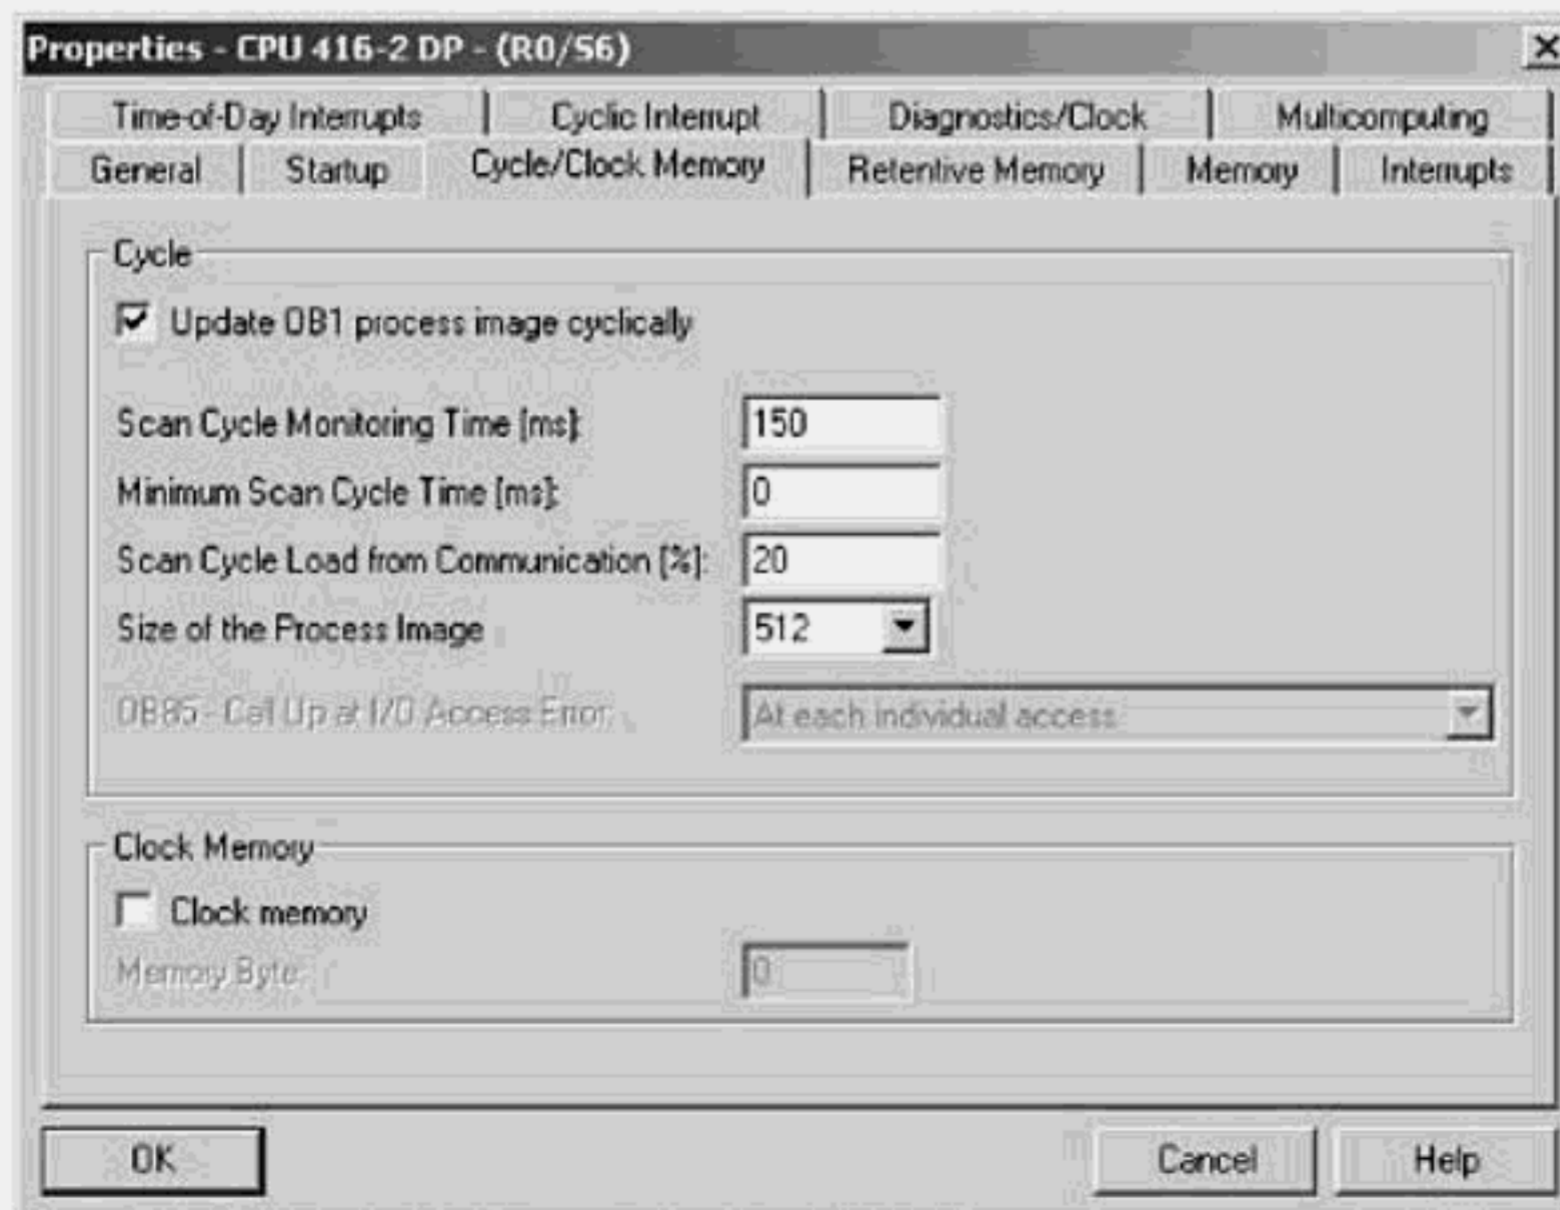 Properties - CPU 416-2 DP - (R0/S6)
Time-of-Day Interrupts Cyclic Interrupt Diagnostics/Clock Multicomputing
General Startup Cycle/Clock Memory Retentive Memory Memory Interrupts
Cycle
Update OB1 process image cyclically
Scan Cycle Monitoring Time [ms]: 150
Minimum Scan Cycle Time [ms]: 0
Scan Cycle Load from Communication [%]: 20
Size of the Process Image 512
OB85 - Call Up at I/O Access Error: At each individual access
Clock Memory
Clock memory
Memory Byte 0
OK Cancel Help